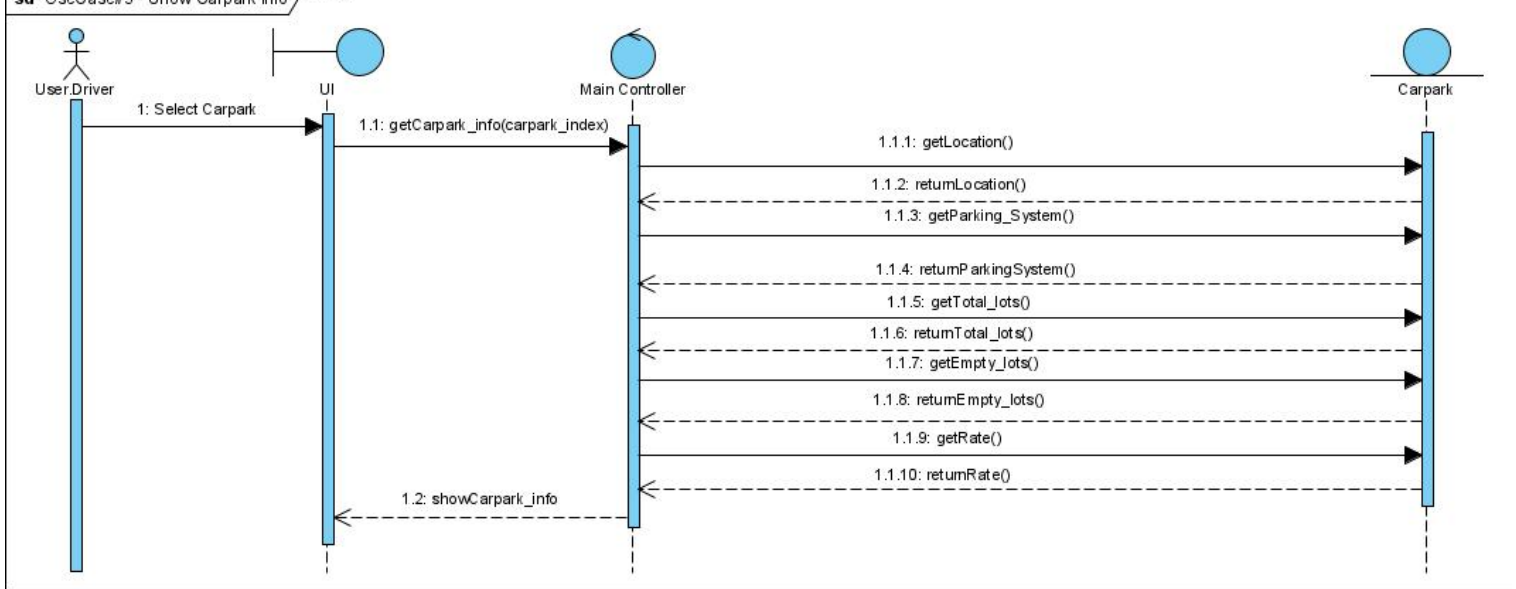 sd UseCase#3 - Show Carpark Info
User.Driver
UI
Main Controller
Carpark
1: Select Carpark
1.1: getCarpark_info(carpark_index)
1.1.1: getLocation()
1.1.2: returnLocation()
1.1.3: getParking_System()
1.1.4: returnParkingSystem()
1.1.5: getTotal_lots()
1.1.6: returnTotal_lots()
1.1.7: getEmpty_lots()
1.1.8: returnEmpty_lots()
1.1.9: getRate()
1.1.10: returnRate()
1.2: showCarpark_info